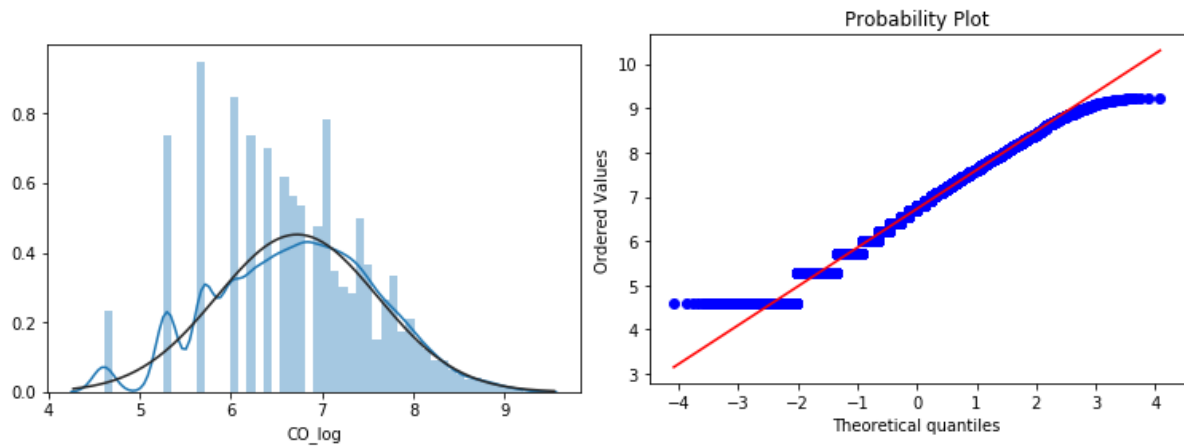 0.8
0.6
0.4
0.2
0.0
4 5 6 7 8 9
CO_log
Probability Plot
Ordered Values
10
9
8
7
6
5
4
3
−4 −3 −2 −1 0 1 2 3 4
Theoretical quantiles